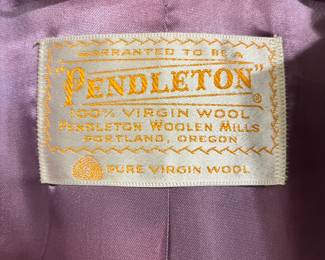 WARRANTED TO BE A
"PENDLETON"®
100% VIRGIN WOOL
PENDLETON WOOLEN MILLS
PORTLAND, OREGON
PURE VIRGIN WOOL